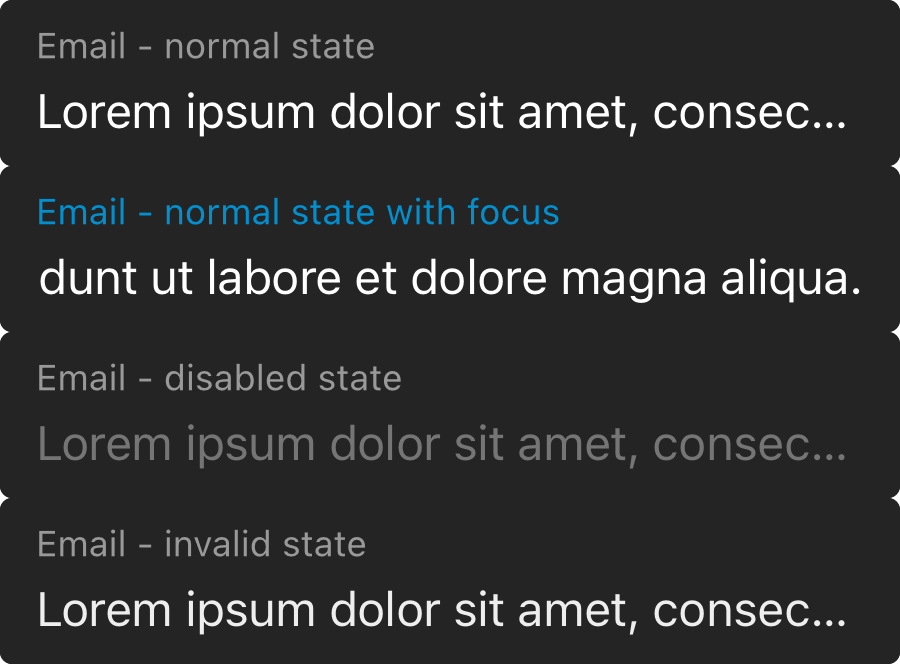 Email - normal state
Lorem ipsum dolor sit amet, consec...
Email - normal state with focus
dunt ut labore et dolore magna aliqua.
Email - disabled state
Lorem ipsum dolor sit amet, consec...
Email - invalid state
Lorem ipsum dolor sit amet, consec...